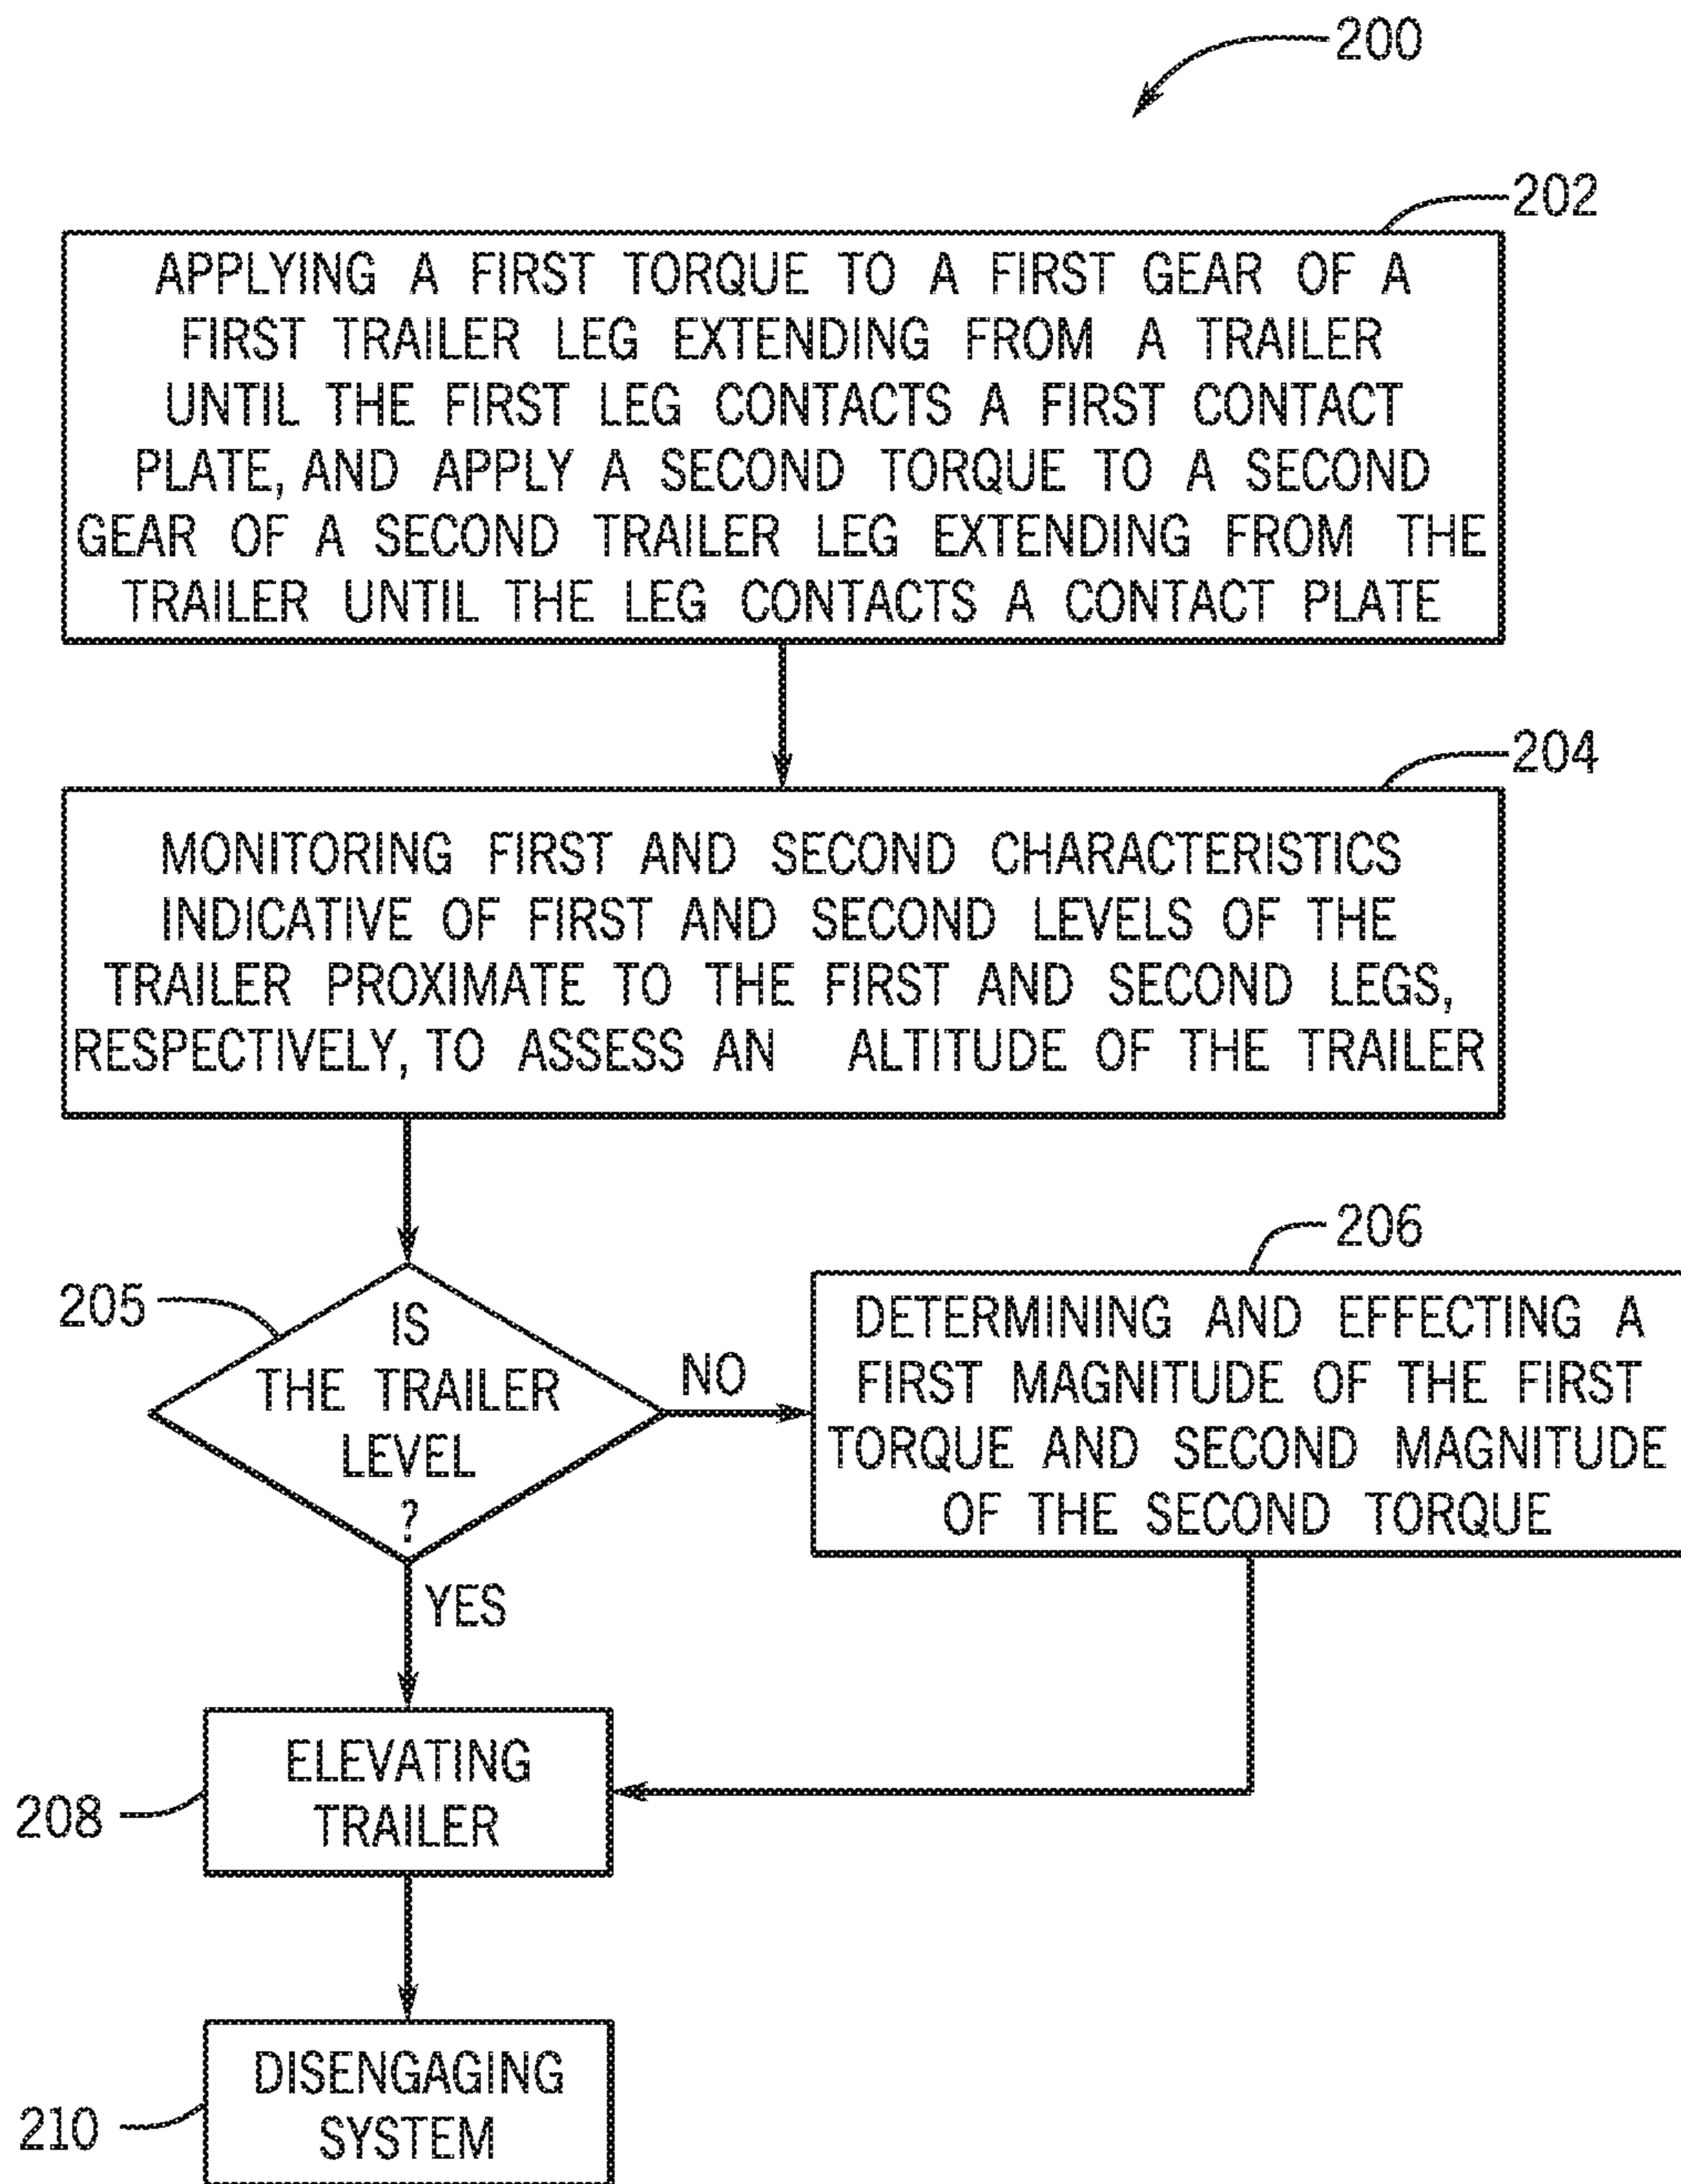 200
202
APPLYING A FIRST TORQUE TO A FIRST GEAR OF A
FIRST TRAILER LEG EXTENDING FROM A TRAILER
UNTIL THE FIRST LEG CONTACTS A FIRST CONTACT
PLATE, AND APPLY A SECOND TORQUE TO A SECOND
GEAR OF A SECOND TRAILER LEG EXTENDING FROM THE
TRAILER UNTIL THE LEG CONTACTS A CONTACT PLATE
204
MONITORING FIRST AND SECOND CHARACTERISTICS
INDICATIVE OF FIRST AND SECOND LEVELS OF THE
TRAILER PROXIMATE TO THE FIRST AND SECOND LEGS,
RESPECTIVELY, TO ASSESS AN ALTITUDE OF THE TRAILER
205
IS
THE TRAILER
LEVEL
?
NO
206
DETERMINING AND EFFECTING A
FIRST MAGNITUDE OF THE FIRST
TORQUE AND SECOND MAGNITUDE
OF THE SECOND TORQUE
YES
208
ELEVATING
TRAILER
210
DISENGAGING
SYSTEM